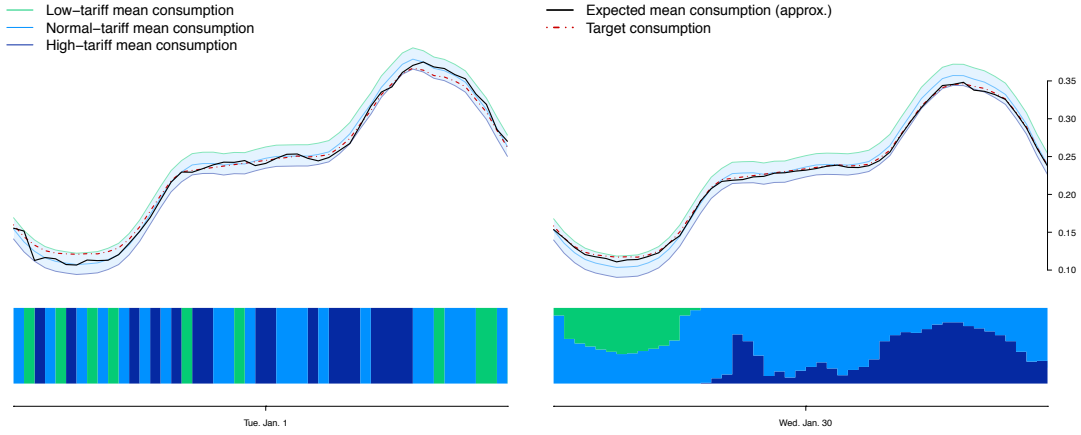 Low−tariff mean consumption
Normal−tariff mean consumption
High−tariff mean consumption
Expected mean consumption (approx.)
Target consumption
0.35
0.30
0.25
0.20
0.15
0.10
Tue. Jan. 1
Wed. Jan. 30